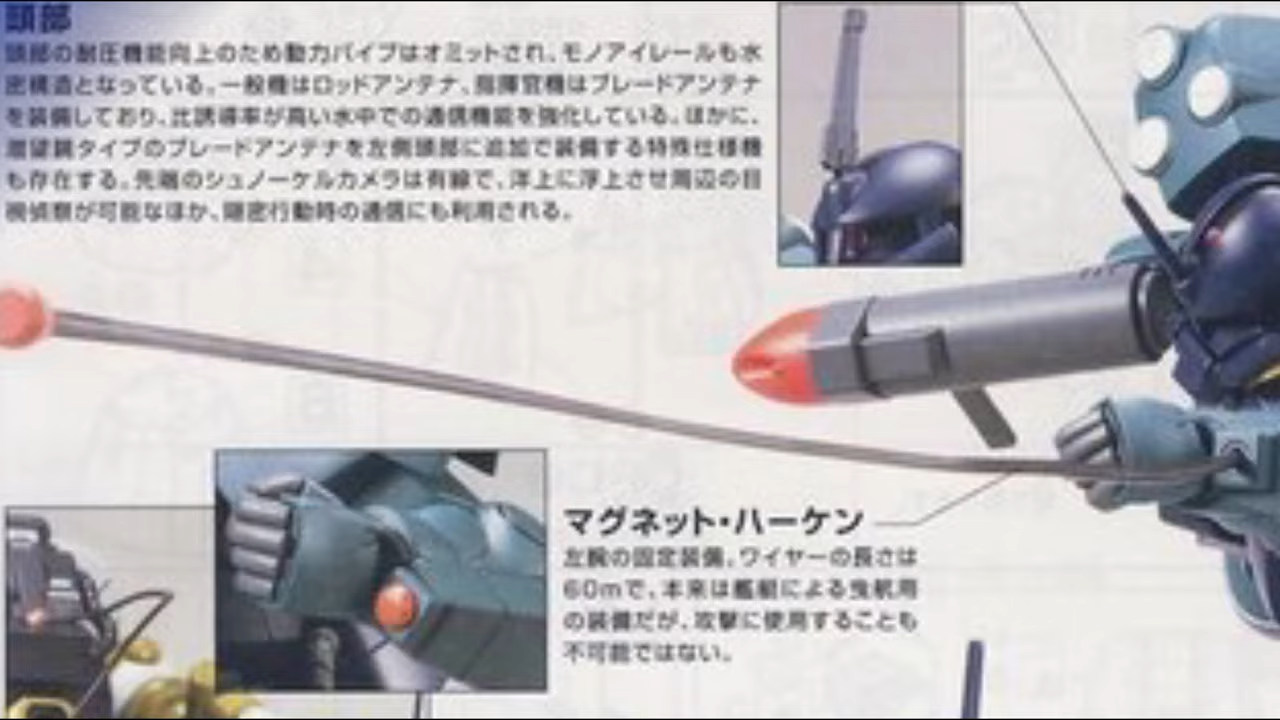 頭部
頭部の耐圧機能向上のため動力パイプはオミットされ、モノアイレールも水
密構造となっている。一般機はロッドアンテナ、指揮官機はブレードアンテナ
を装備しており、比誘導率が高い水中での通信機能を強化している。ほかに、
潜望鏡タイプのブレードアンテナを左側頭部に追加で装備する特殊仕様機
も存在する。先端のシュノーケルカメラは有線で、洋上に浮上させ周辺の目
視偵察が可能なほか、隠密行動時の通信にも利用される。
マグネット・ハーケン
左腕の固定装備。ワイヤーの長さは
60mで、本来は艦艇による曳航用
の装備だが、攻撃に使用することも
不可能ではない。